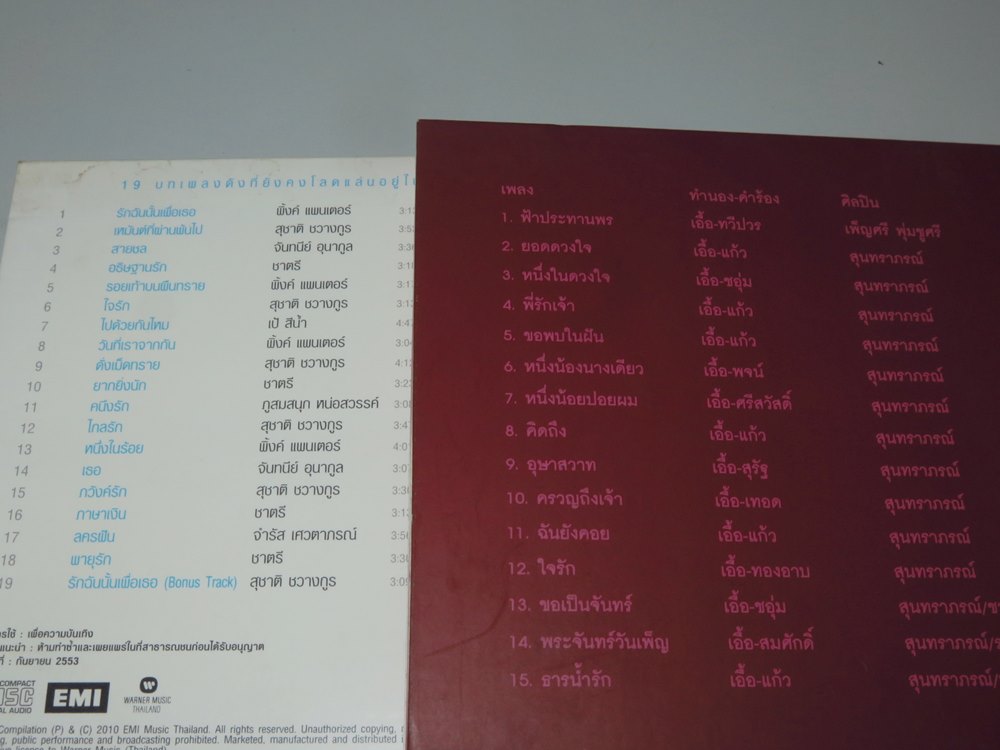 19 บทเพลงดังที่ยังคงโลดแล่นอยู่ใน
1 รักฉันนั้นเพื่อเธอ พิ้งค์ แพนเตอร์
2 เหมันต์ที่ผ่านพ้นไป สุชาติ ชวางกูร
3 สายชล จันทนีย์ อูนากูล
4 อธิษฐานรัก ชาตรี
5 รอยเท้าบนผืนทราย พิ้งค์ แพนเตอร์
6 ใจรัก สุชาติ ชวางกูร
7 ไปด้วยกันไหม เป้ สีน้ำ
8 วันที่เราจากกัน พิ้งค์ แพนเตอร์
9 ดั่งเม็ดทราย สุชาติ ชวางกูร
10 ยากยิ่งนัก ชาตรี
11 คนึงรัก ภูสมสนุก หน่อสวรรค์
12 ไกลรัก สุชาติ ชวางกูร
13 หนึ่งในร้อย พิ้งค์ แพนเตอร์
14 เธอ จันทนีย์ อูนากูล
15 กวังค์รัก สุชาติ ชวางกูร
16 ภาษาเงิน ชาตรี
17 ละครฝัน จำรัส เศวตาภรณ์
18 พายุรัก ชาตรี
19 รักฉันนั้นเพื่อเธอ (Bonus Track) สุชาติ ชวางกูร
: เพื่อความบันเทิง
แนะนำ : ห้ามทำซ้ำและเผยแพร่ในที่สาธารณชนก่อนได้รับอนุญาต
: กันยายน 2553
COMPACT
DISC
DIGITAL AUDIO
EMI
WARNER MUSIC
THAILAND
Compilation (P) & (C) 2010 EMI Music Thailand. All rights reserved. Unauthorized copying,
public performance and broadcasting prohibited. Marketed, manufactured and distributed
license to Warner Music (Thailand)
เพลง ทำนอง-คำร้อง ศิลปิน
1. ฟ้าประทานพร เอื้อ-ทวีปวร เพ็ญศรี พุ่มชูศรี
2. ยอดดวงใจ เอื้อ-แก้ว สุนทราภรณ์
3. หนึ่งในดวงใจ เอื้อ-ชอุ่ม สุนทราภรณ์
4. พี่รักเจ้า เอื้อ-แก้ว สุนทราภรณ์
5. ขอพบในฝัน เอื้อ-แก้ว สุนทราภรณ์
6. หนึ่งน้องนางเดียว เอื้อ-พจน์ สุนทราภรณ์
7. หนึ่งน้อยปอยผม เอื้อ-ศรีสวัสดิ์ สุนทราภรณ์
8. คิดถึง เอื้อ-แก้ว สุนทราภรณ์
9. อุษาสวาท เอื้อ-สุรัฐ สุนทราภรณ์
10. ครวญถึงเจ้า เอื้อ-เทอด สุนทราภรณ์
11. ฉันยังคอย เอื้อ-แก้ว สุนทราภรณ์
12. ใจรัก เอื้อ-ทองอาบ สุนทราภรณ์
13. ขอเป็นจันทร์ เอื้อ-ชอุ่ม สุนทราภรณ์/
14. พระจันทร์วันเพ็ญ เอื้อ-สมศักดิ์ สุนทราภรณ์/
15. ธารน้ำรัก เอื้อ-แก้ว สุนทราภรณ์/